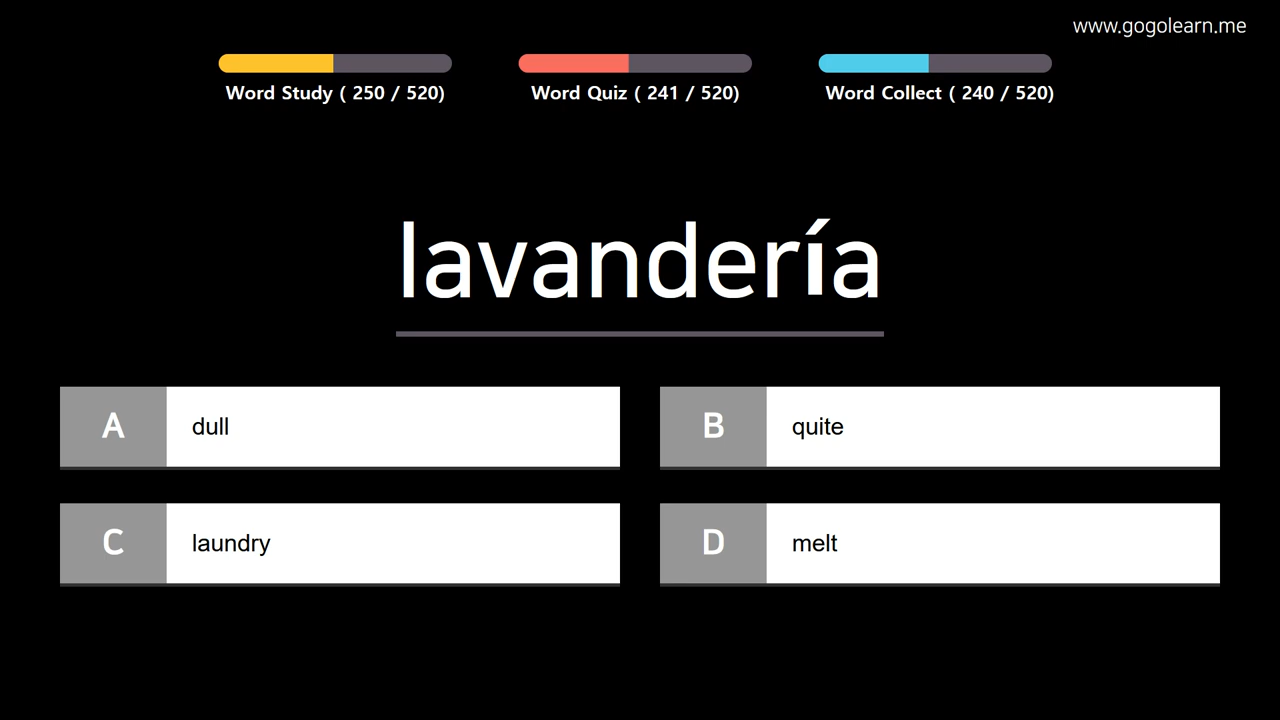 www.gogolearn.me
Word Study ( 250 / 520)
Word Quiz ( 241 / 520)
Word Collect ( 240 / 520)
lavandería
A dull
B quite
C laundry
D melt